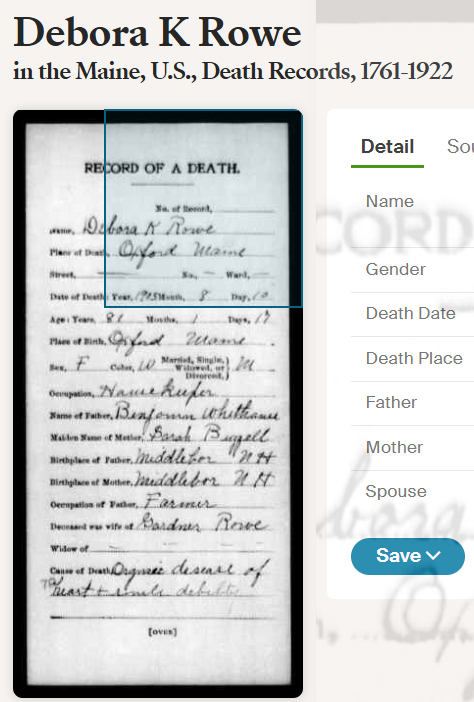 Debora K Rowe
in the Maine, U.S., Death Records, 1761-1922
RECORD OF A DEATH.
No. of Record,
Name, Debora K Rowe
Place of Death, Oxford Maine
Street, No., Ward,
Date of Death: Year, 1905 Month, 8 Day, 10
Age: Years, 81 Months, 1 Days, 17
Place of Birth, Oxford Maine
Sex, F Color, W Married, Single, Widowed, or Divorced,} M
Occupation, Housekeeper
Name of Father, Benjamin
Maiden Name of Mother, Sarah Buzzell
Birthplace of Father, Middlebor N H
Birthplace of Mother, Middlebor N H
Occupation of Father, Farmer
Deceased was wife of Gardner Rowe
Widow of
Cause of Death, Organic disease of
heart + senile debility
[OVER]
Detail Sou
Name
CORD
Gender
Death Date
Death Place
Father
Mother
Spouse
Save